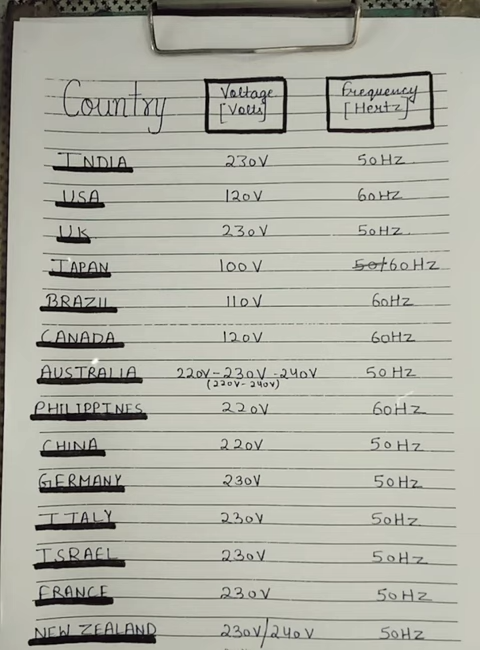 Country Voltage [Volts] Frequency [Hertz]
INDIA 230V 50Hz
USA 120V 60Hz
UK 230V 50Hz.
JAPAN 100V 50/60Hz
BRAZIL 110V 60Hz
CANADA 120V 60Hz
AUSTRALIA 220V-230V-240V 50Hz
(220V-240V)
PHILIPPINES 220V 60Hz
CHINA 220V 50Hz
GERMANY 230V 50Hz
ITALY 230V 50Hz
ISRAEL 230V 50Hz
FRANCE 230V 50Hz
NEW ZEALAND 230V/240V 50Hz